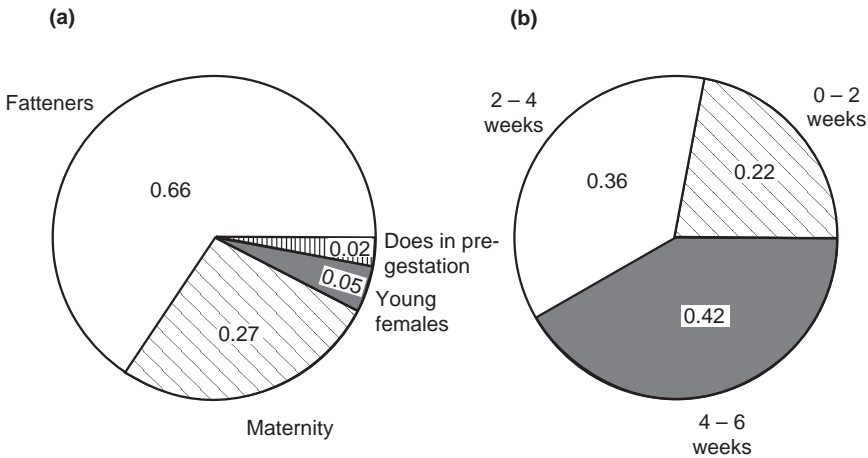 (a)
Fatteners
0.66
0.02
Does in pre-
gestation
0.05
Young
females
0.27
Maternity
(b)
2 – 4
weeks
0 – 2
weeks
0.36
0.22
0.42
4 – 6
weeks